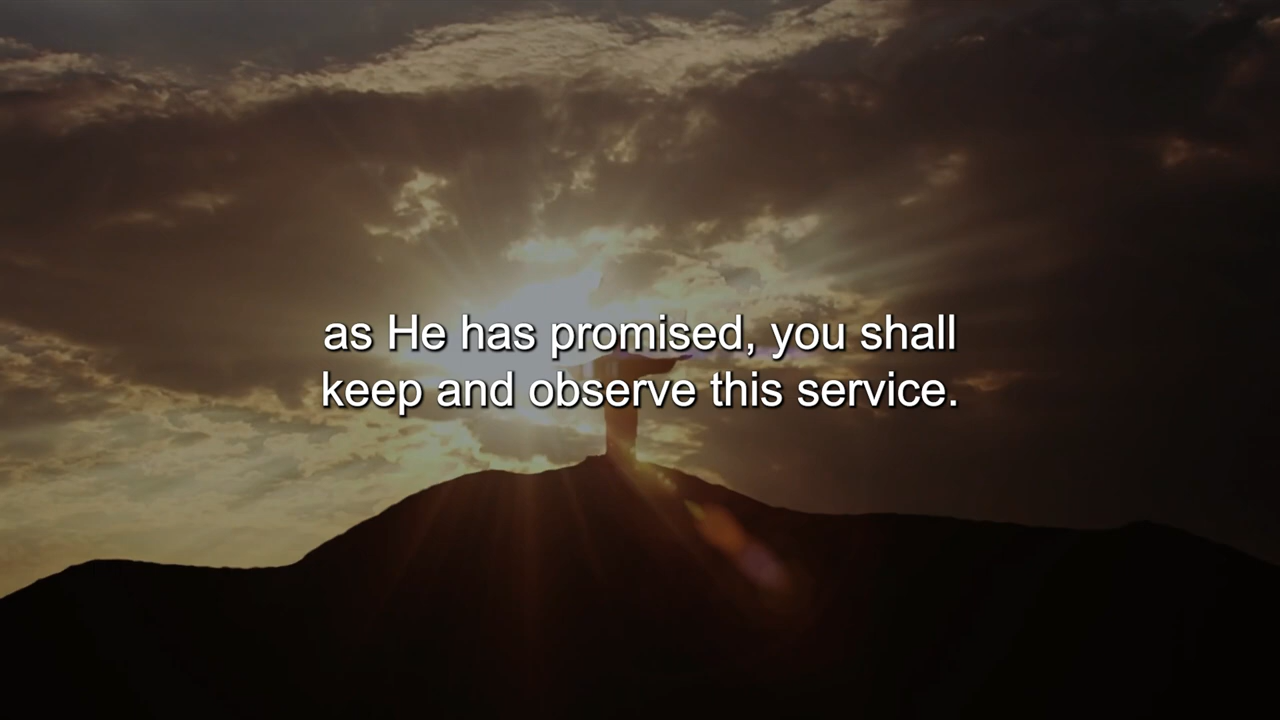 as He has promised, you shall
keep and observe this service.